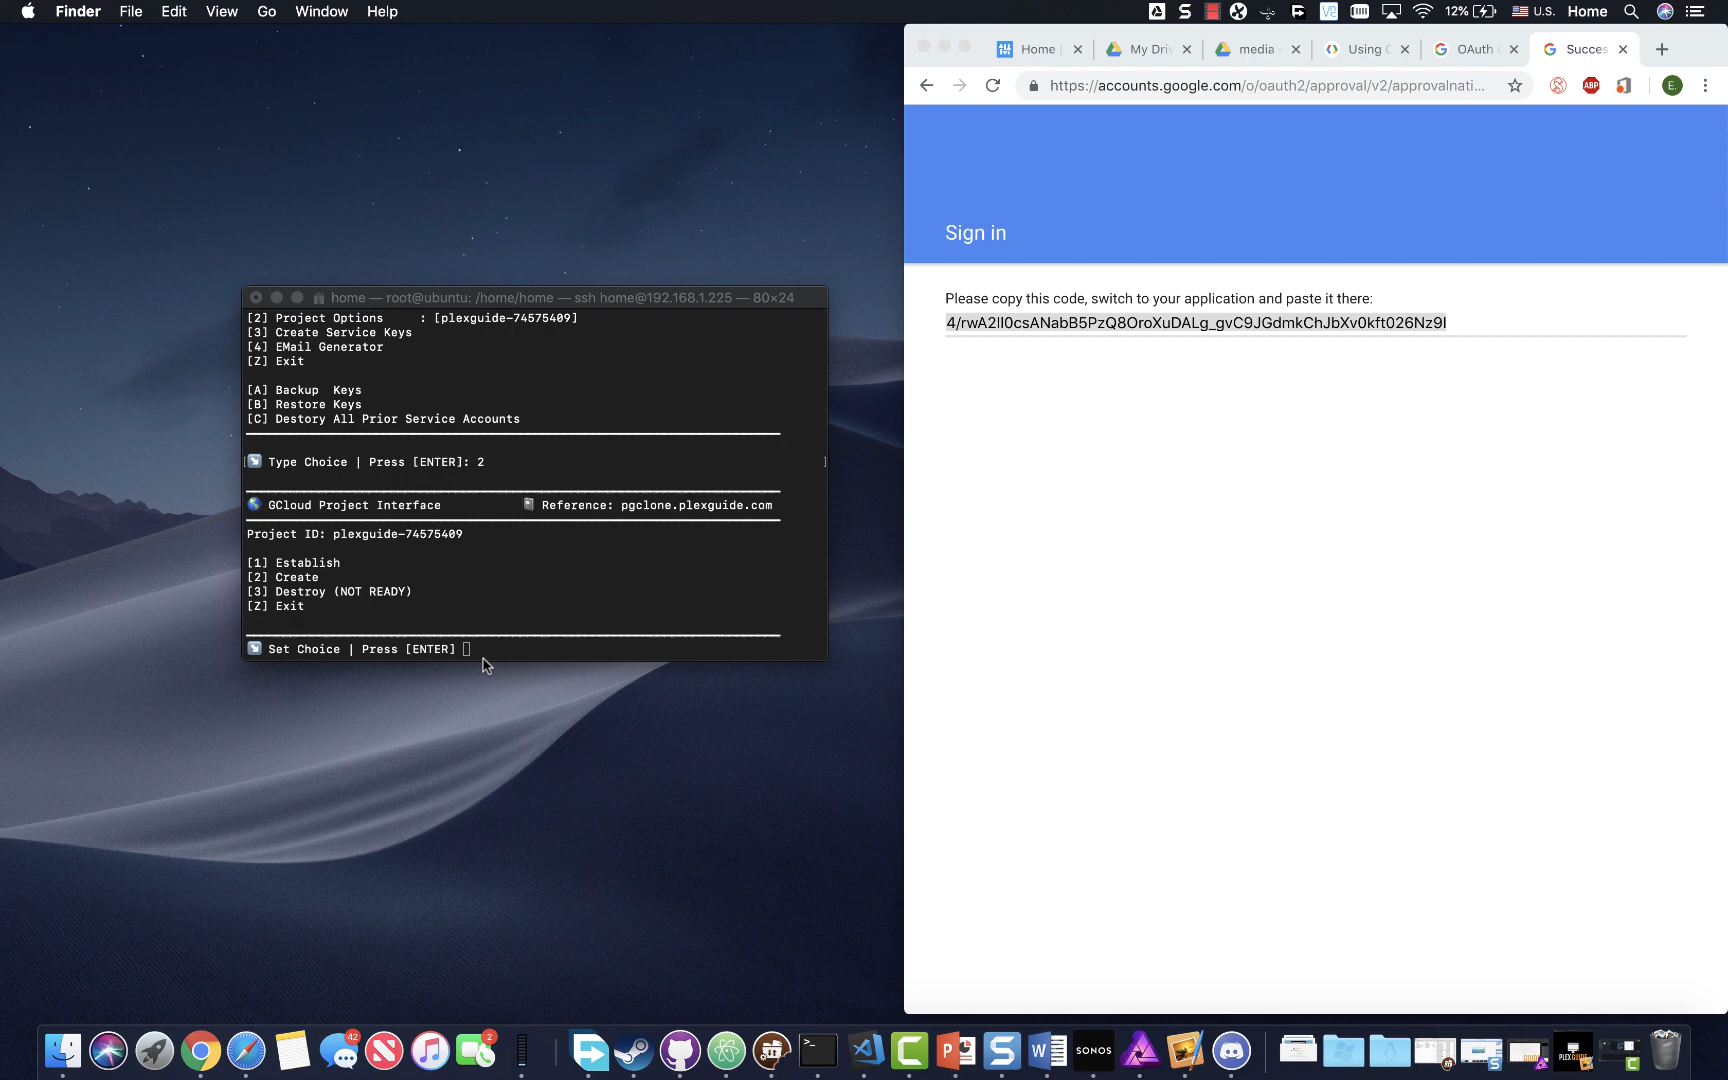 Finder File Edit View Go Window Help
12% U.S. Home
Home My Driv media - Using C OAuth c Succes
https://accounts.google.com/o/oauth2/approval/v2/approvalnati...
ABP E.
Sign in
Please copy this code, switch to your application and paste it there:
4/rwA2lI0csANabB5PzQ8OroXuDALg_gvC9JGdmkChJbXv0kft026Nz9I
home — root@ubuntu: /home/home — ssh home@192.168.1.225 — 80×24
[2] Project Options : [plexguide-74575409]
[3] Create Service Keys
[4] EMail Generator
[Z] Exit
[A] Backup Keys
[B] Restore Keys
[C] Destory All Prior Service Accounts
Type Choice | Press [ENTER]: 2
GCloud Project Interface Reference: pgclone.plexguide.com
Project ID: plexguide-74575409
[1] Establish
[2] Create
[3] Destroy (NOT READY)
[Z] Exit
Set Choice | Press [ENTER]
42 2 SONOS